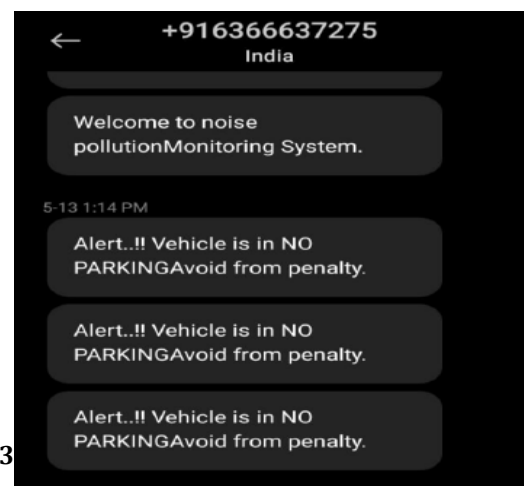 +916366637275
India
Welcome to noise
pollutionMonitoring System.
5-13 1:14 PM
Alert..!! Vehicle is in NO
PARKINGAvoid from penalty.
Alert..!! Vehicle is in NO
PARKINGAvoid from penalty.
Alert..!! Vehicle is in NO
PARKINGAvoid from penalty.
3